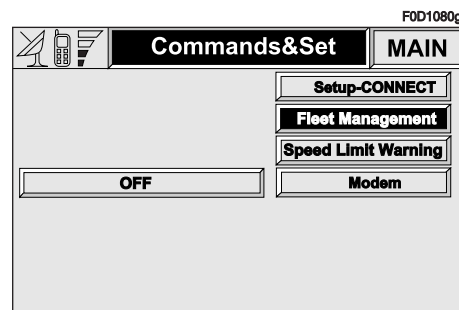 F0D1080g
Commands&Set
MAIN
Setup-CONNECT
Fleet Management
Speed Limit Warning
OFF
Modem